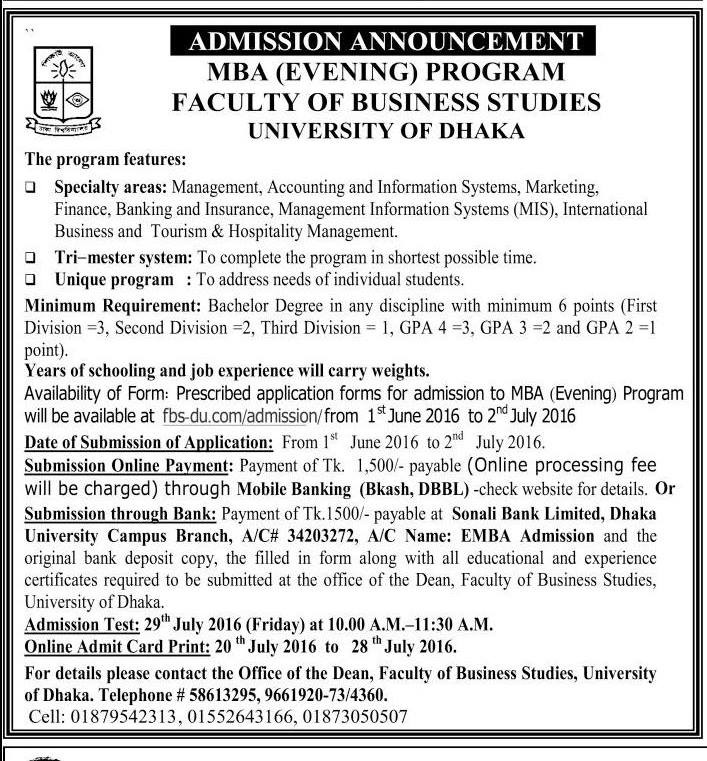 ADMISSION ANNOUNCEMENT
MBA (EVENING) PROGRAM
FACULTY OF BUSINESS STUDIES
UNIVERSITY OF DHAKA
The program features:
Specialty areas: Management, Accounting and Information Systems, Marketing,
Finance, Banking and Insurance, Management Information Systems (MIS), International
Business and Tourism & Hospitality Management.
Tri–mester system: To complete the program in shortest possible time.
Unique program : To address needs of individual students.
Minimum Requirement: Bachelor Degree in any discipline with minimum 6 points (First
Division =3, Second Division =2, Third Division = 1, GPA 4 =3, GPA 3 =2 and GPA 2 =1
point).
Years of schooling and job experience will carry weights.
Availability of Form: Prescribed application forms for admission to MBA (Evening) Program
will be available at fbs-du.com/admission/from 1st June 2016 to 2nd July 2016
Date of Submission of Application: From 1st June 2016 to 2nd July 2016.
Submission Online Payment: Payment of Tk. 1,500/- payable (Online processing fee
will be charged) through Mobile Banking (Bkash, DBBL) -check website for details. Or
Submission through Bank: Payment of Tk.1500/- payable at Sonali Bank Limited, Dhaka
University Campus Branch, A/C# 34203272, A/C Name: EMBA Admission and the
original bank deposit copy, the filled in form along with all educational and experience
certificates required to be submitted at the office of the Dean, Faculty of Business Studies,
University of Dhaka.
Admission Test: 29th July 2016 (Friday) at 10.00 A.M.–11:30 A.M.
Online Admit Card Print: 20 th July 2016 to 28 th July 2016.
For details please contact the Office of the Dean, Faculty of Business Studies, University
of Dhaka. Telephone # 58613295, 9661920-73/4360.
Cell: 01879542313, 01552643166, 01873050507